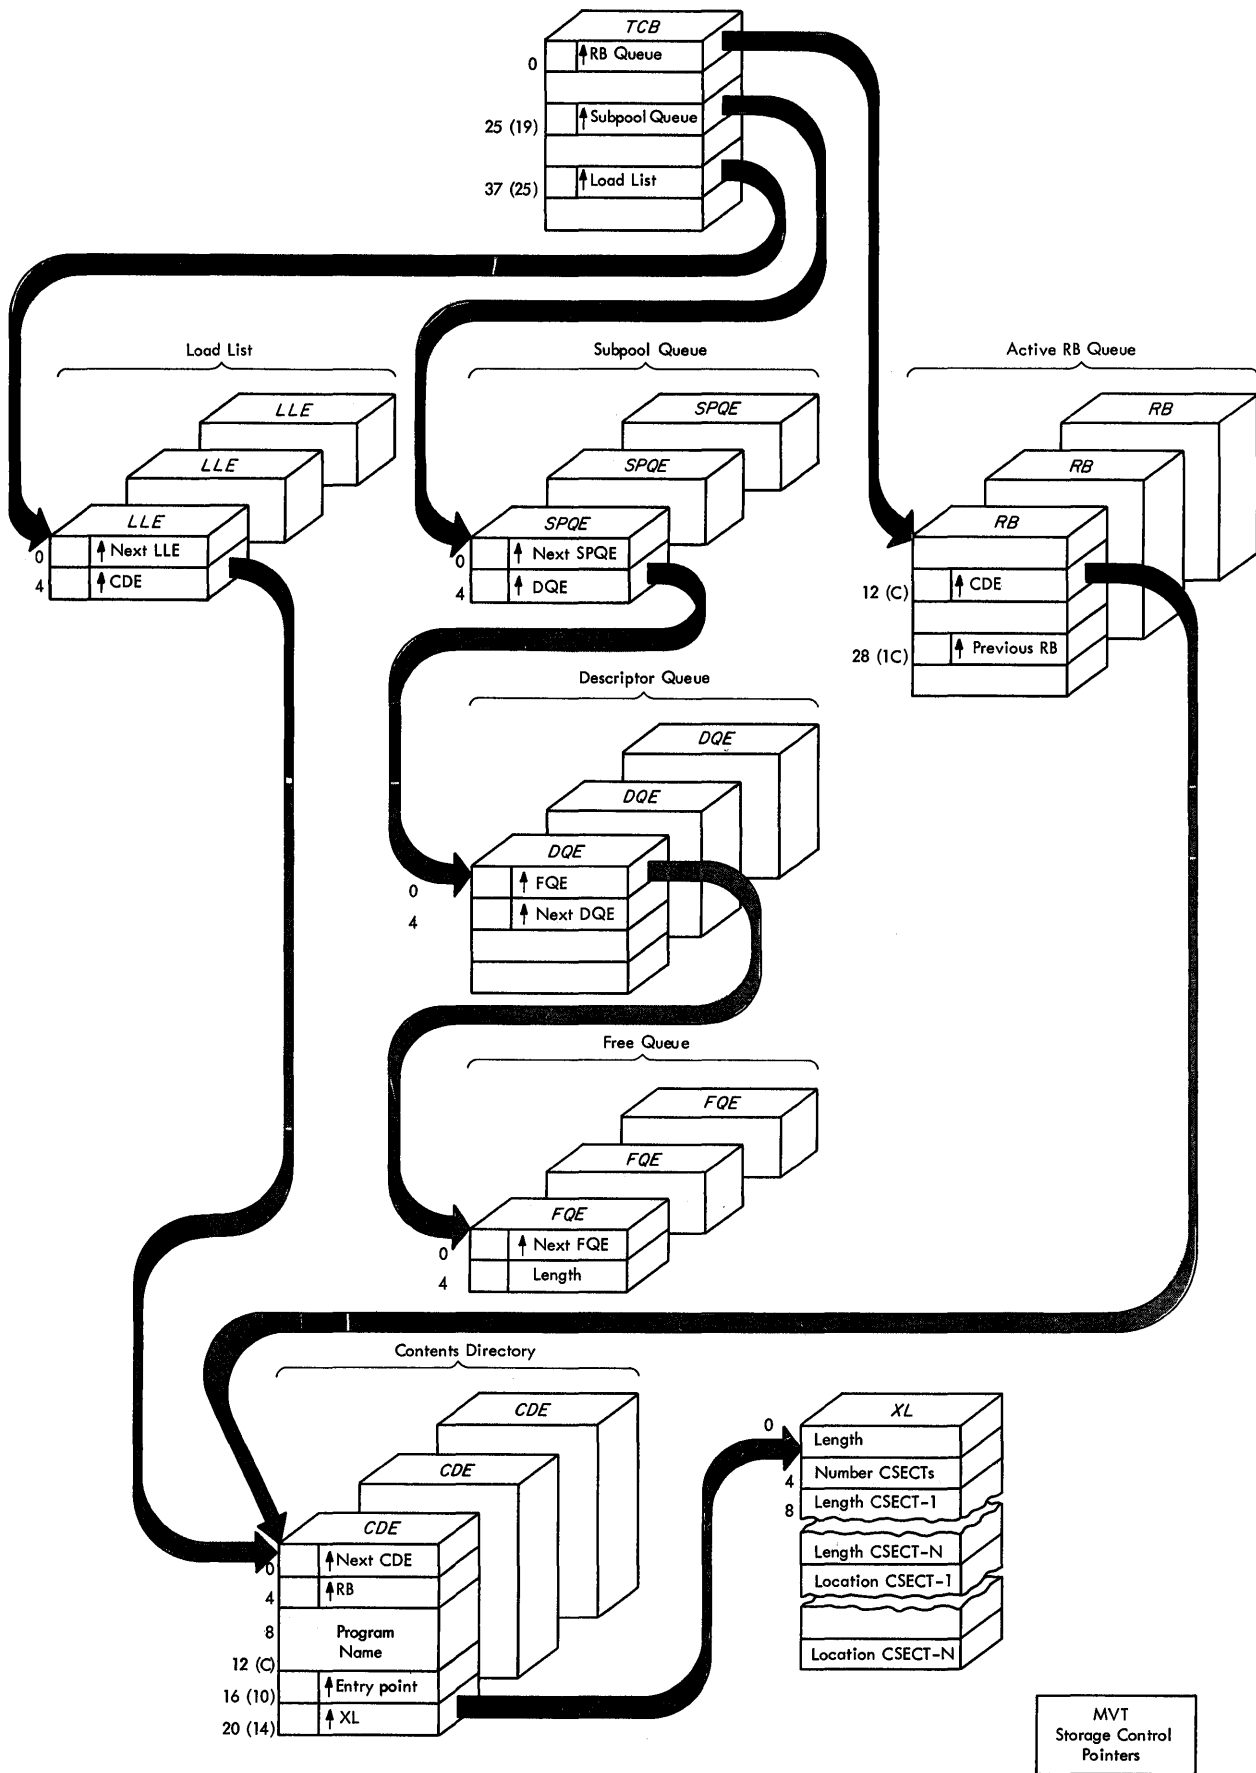 TCB
0
↑RB Queue
25 (19)
↑Subpool Queue
37 (25)
↑Load List
Load List
LLE
LLE
LLE
0
↑Next LLE
4
↑CDE
Subpool Queue
SPQE
SPQE
SPQE
0
↑ Next SPQE
4
↑ DQE
Active RB Queue
RB
RB
RB
12 (C)
↑ CDE
28 (1C)
↑ Previous RB
Descriptor Queue
DQE
DQE
DQE
0
↑ FQE
4
↑ Next DQE
Free Queue
FQE
FQE
FQE
0
↑ Next FQE
4
Length
Contents Directory
CDE
CDE
CDE
0
↑Next CDE
4
↑RB
8
Program
Name
12 (C)
16 (10)
↑Entry point
20 (14)
↑ XL
XL
0
Length
4
Number CSECTs
8
Length CSECT-1
Length CSECT-N
Location CSECT-1
Location CSECT-N
MVT
Storage Control
Pointers